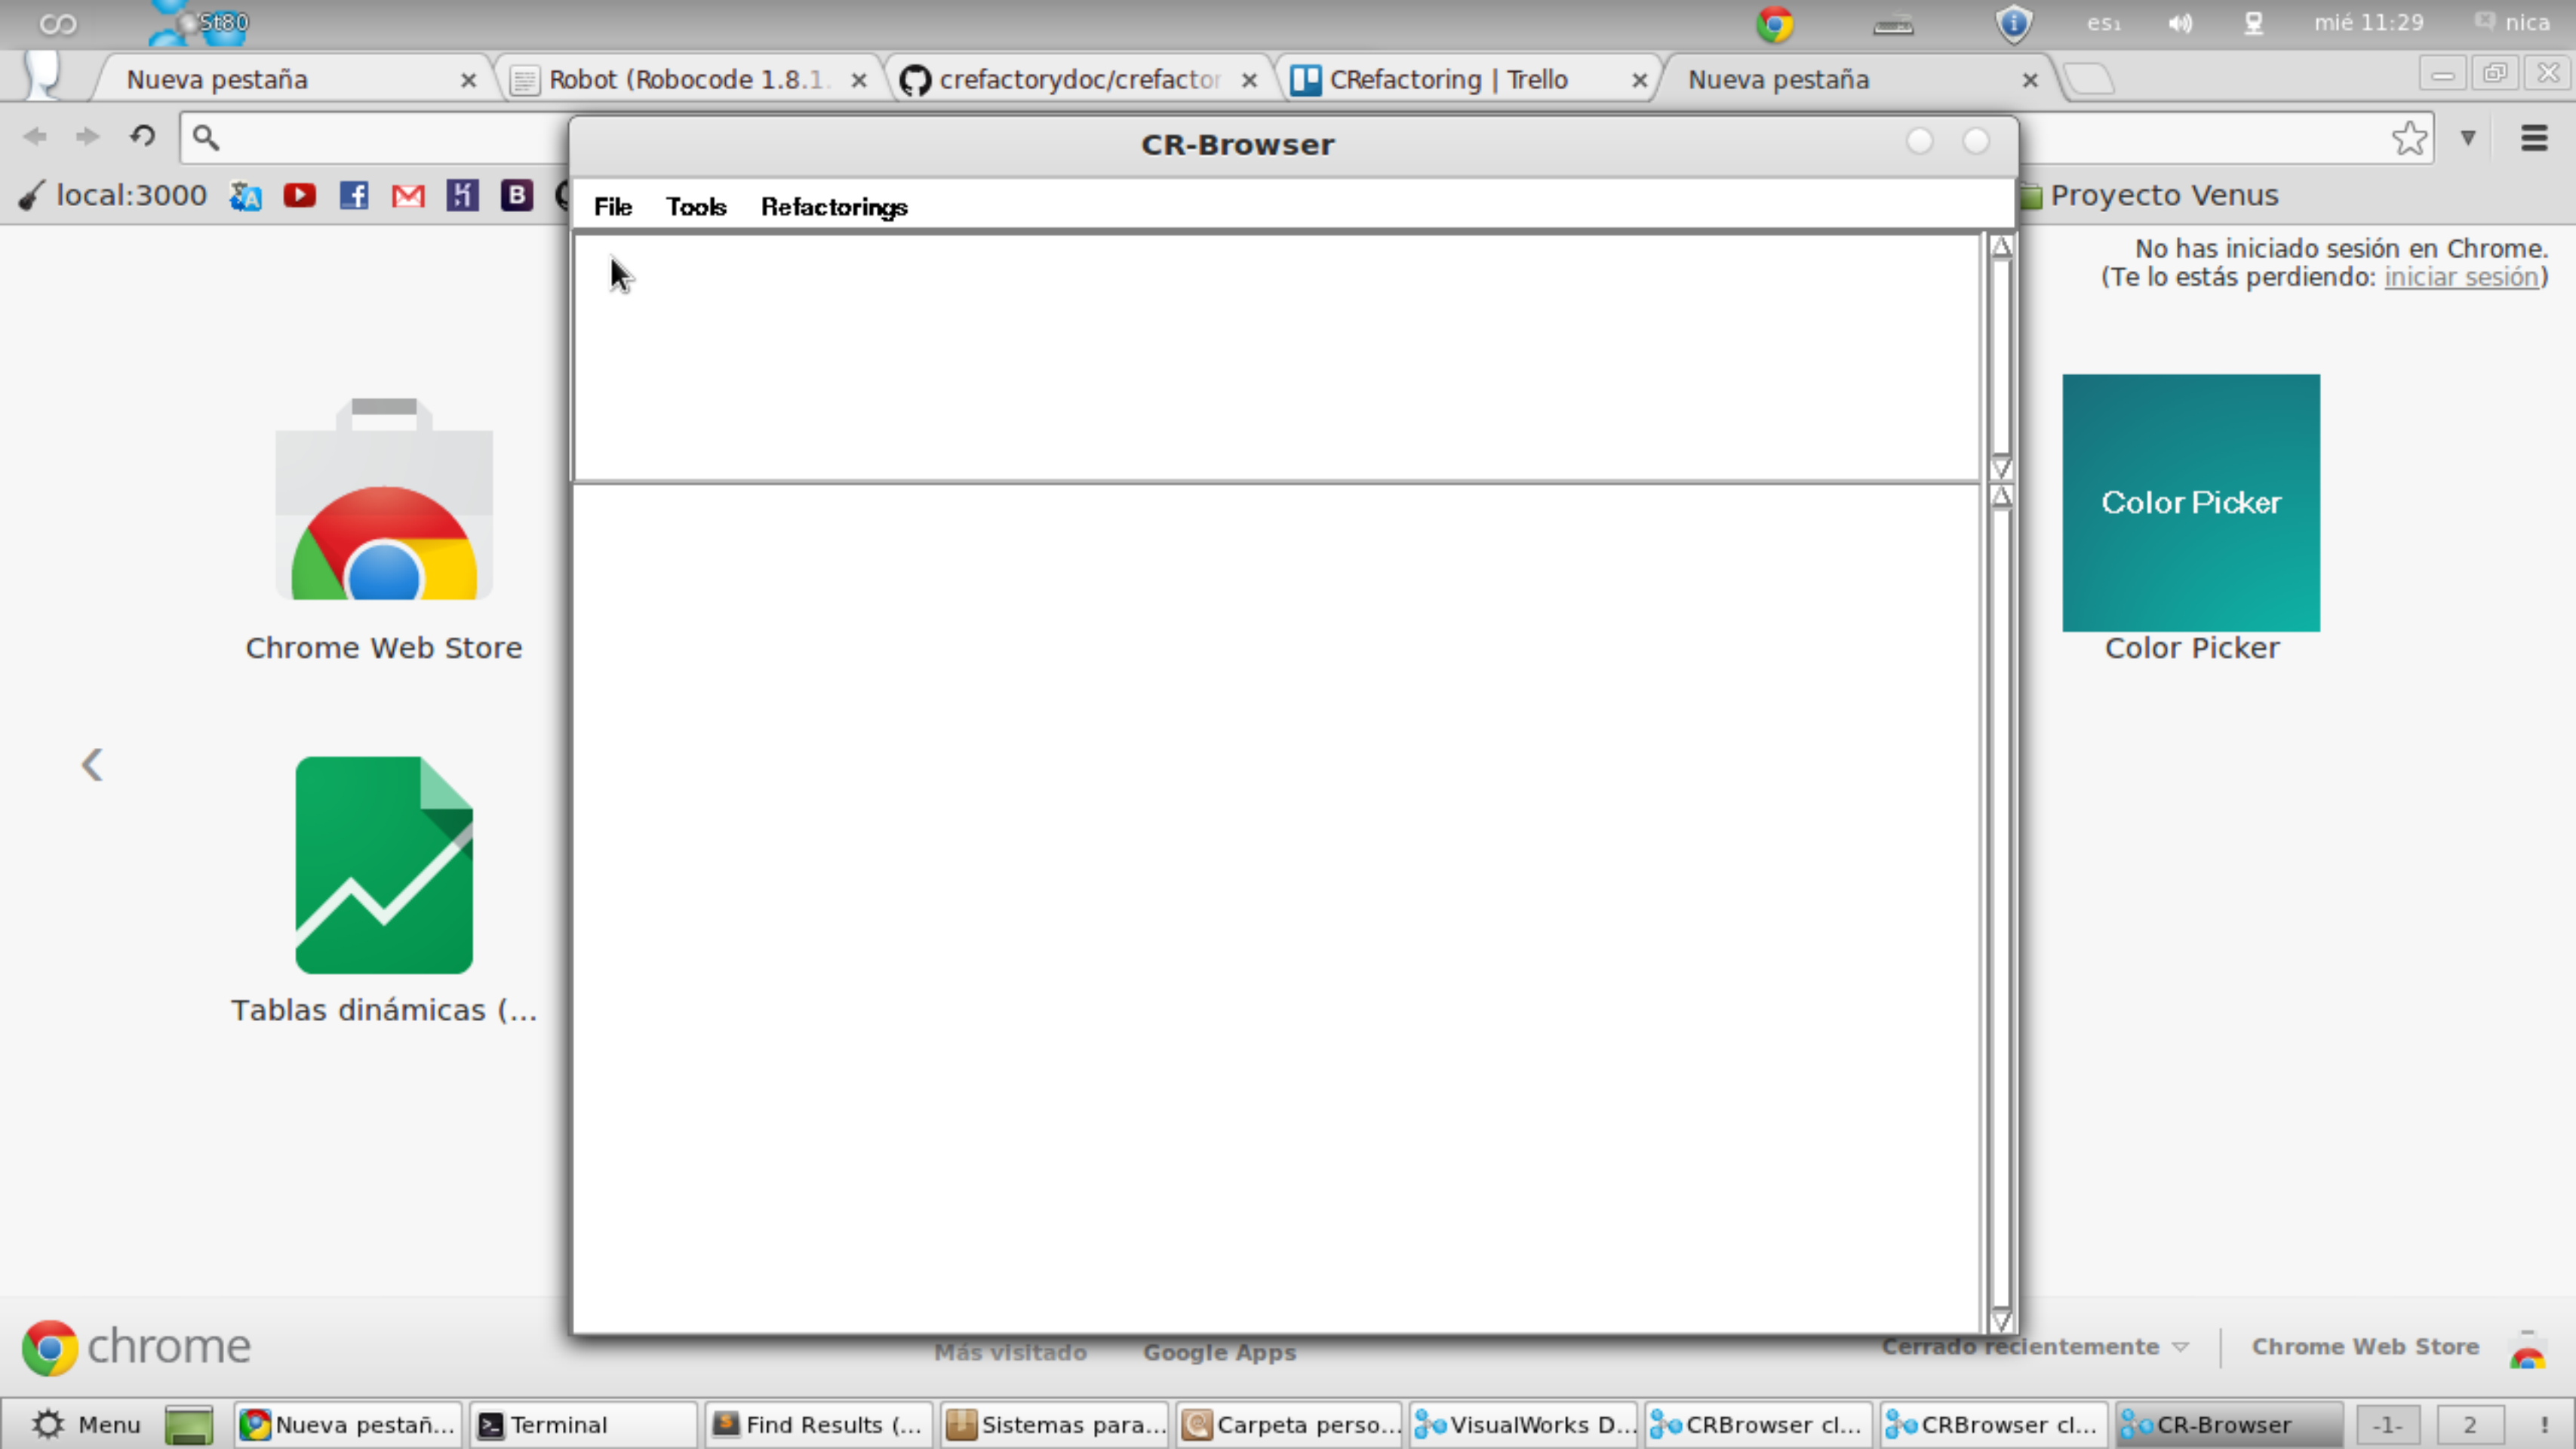 St80
es₁
mié 11:29
nica
Nueva pestaña
Robot (Robocode 1.8.1.
crefactorydoc/crefactor
CRefactoring | Trello
Nueva pestaña
CR-Browser
local:3000
Proyecto Venus
File Tools Refactorings
No has iniciado sesión en Chrome.
(Te lo estás perdiendo: iniciar sesión)
Color Picker
Chrome Web Store
Color Picker
Tablas dinámicas (...
chrome
Más visitado
Google Apps
Cerrado recientemente
Chrome Web Store
Menu
Nueva pestañ...
Terminal
Find Results (...
Sistemas para...
Carpeta perso...
VisualWorks D...
CRBrowser cl...
CRBrowser cl...
CR-Browser
-1-
2
!